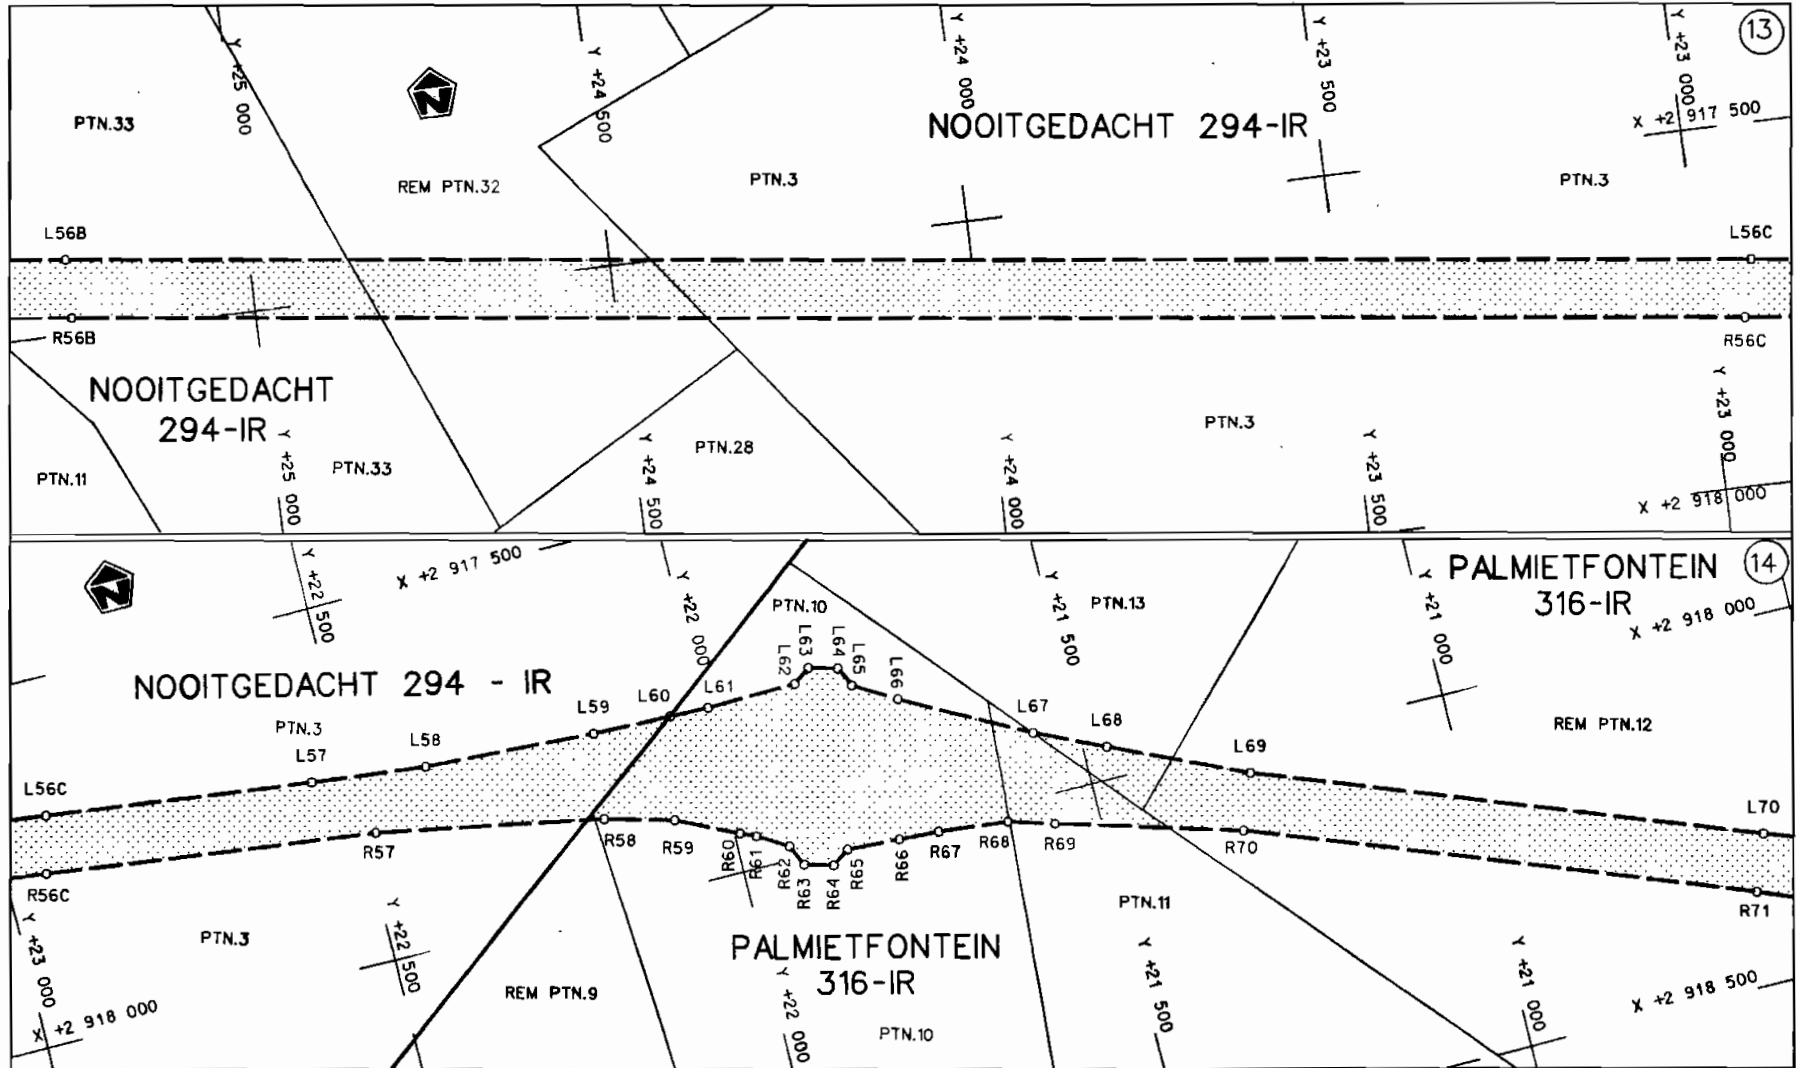 13
Y +25 000
Y +24 500
Y +24 000
Y +23 500
Y +23 000
X +2 917 500
PTN.33
N
NOOITGEDACHT 294-IR
REM PTN.32
PTN.3
PTN.3
L56B
L56C
R56B
R56C
NOOITGEDACHT
294-IR
PTN.11
PTN.33
PTN.28
PTN.3
Y +25 000
Y +24 500
Y +24 000
Y +23 500
Y +23 000
X +2 918 000
14
N
Y +22 500
X +2 917 500
Y +22 000
PTN.10
PTN.13
Y +21 500
Y +21 000
PALMIETFONTEIN
316-IR
X +2 918 000
NOOITGEDACHT 294 - IR
PTN.3
REM PTN.12
L56C
L57
L58
L59
L60
L61
L62
L63
L64
L65
L66
L67
L68
L69
L70
R56C
R57
R58
R59
R60
R61
R62
R63
R64
R65
R66
R67
R68
R69
R70
R71
PTN.3
PTN.11
PALMIETFONTEIN
316-IR
REM PTN.9
PTN.10
Y +23 000
X +2 918 000
Y +22 500
Y +22 000
Y +21 500
Y +21 000
X +2 918 500